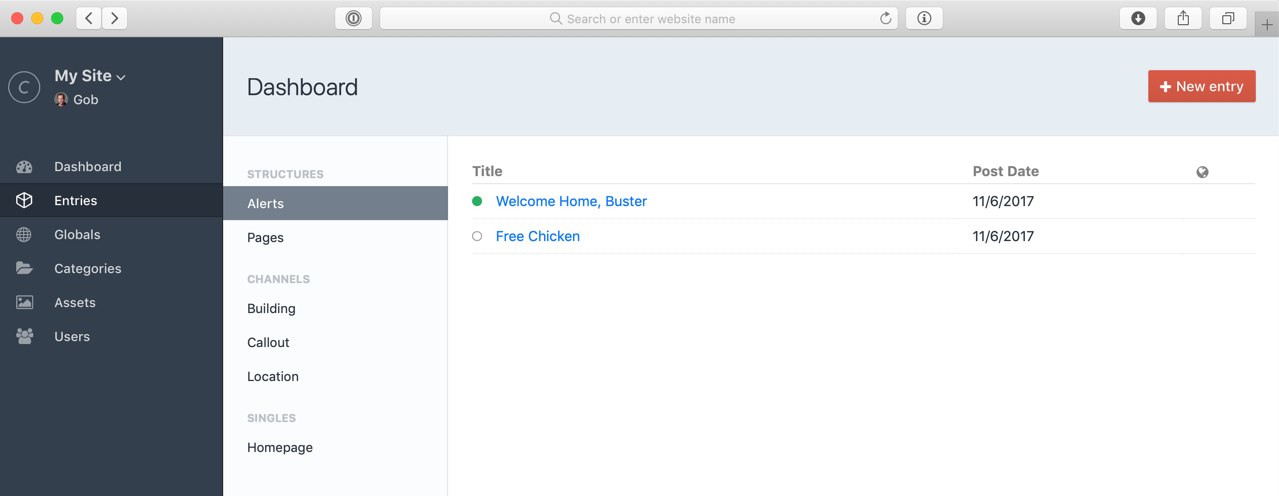 Search or enter website name
C
My Site
Gob
Dashboard
Entries
Globals
Categories
Assets
Users
Dashboard
+ New entry
STRUCTURES
Alerts
Pages
CHANNELS
Building
Callout
Location
SINGLES
Homepage
Title Post Date
Welcome Home, Buster 11/6/2017
Free Chicken 11/6/2017